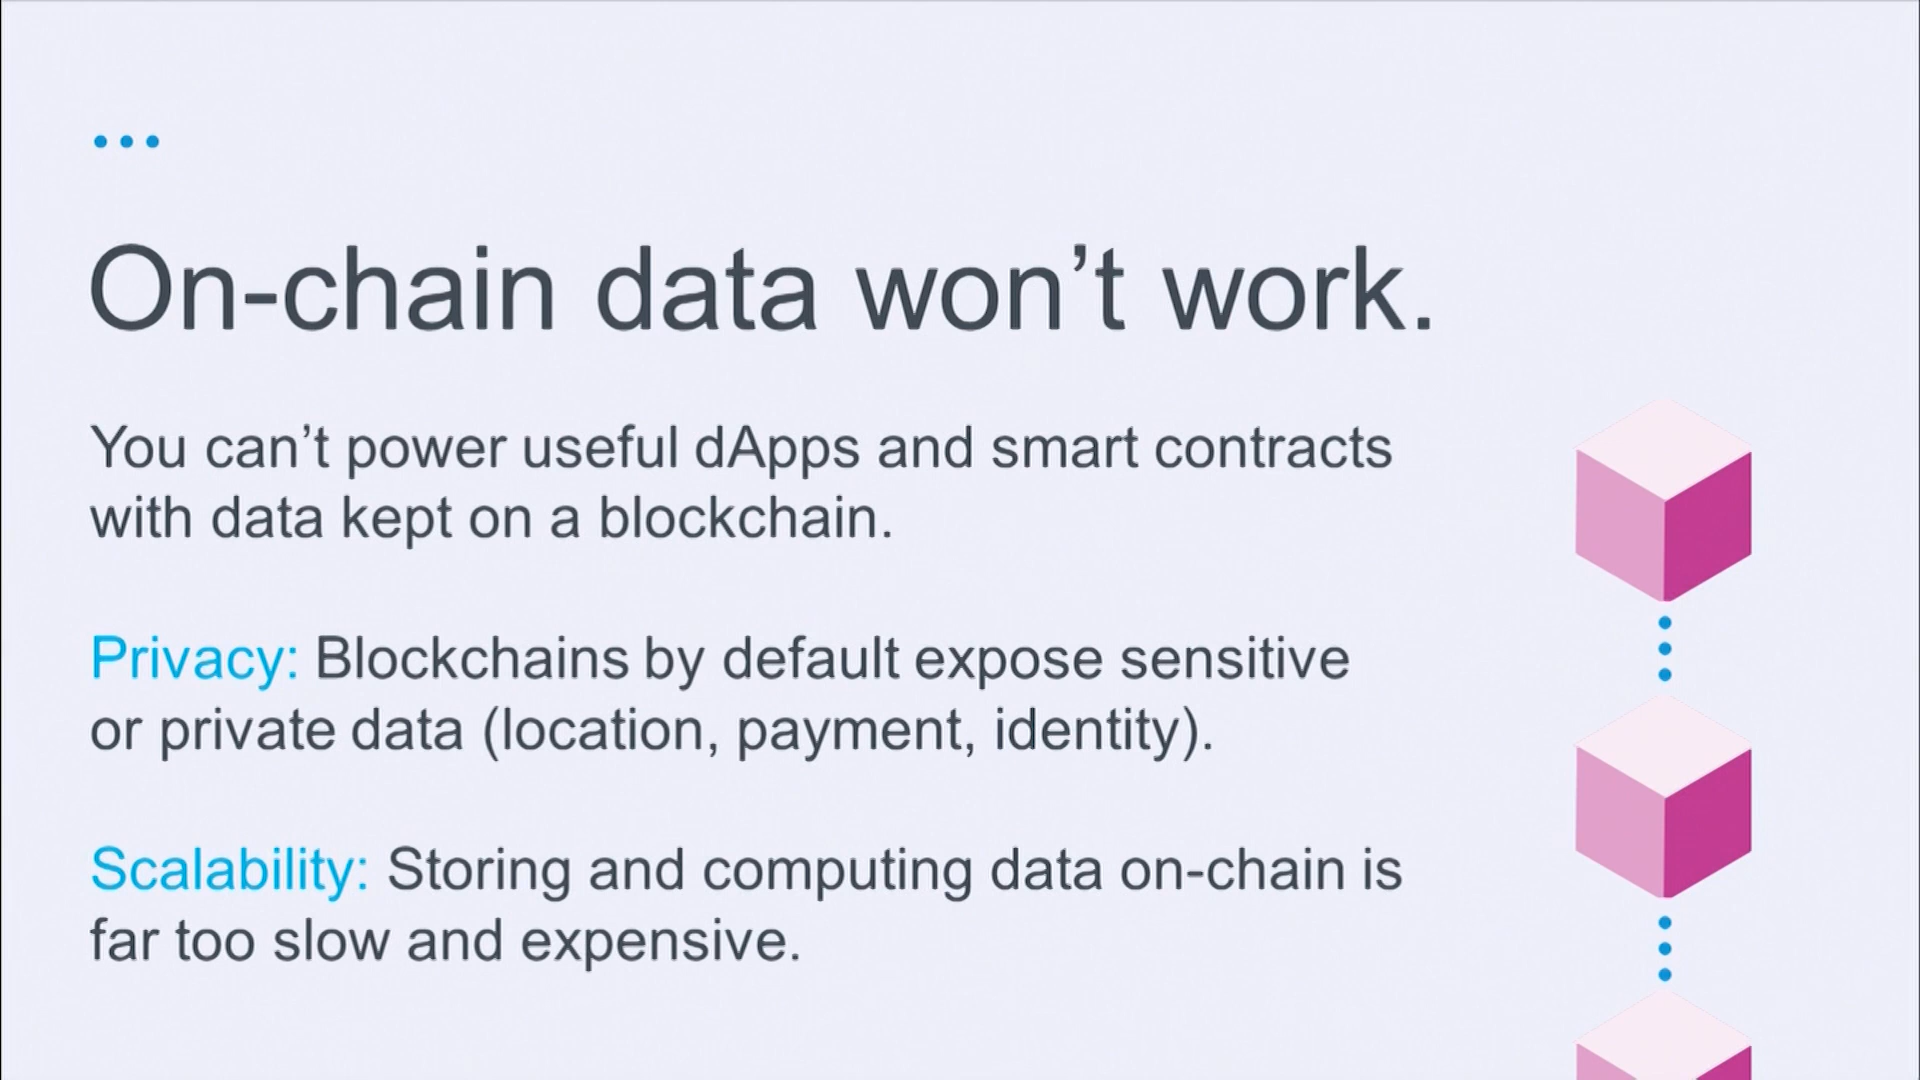 On-chain data won’t work.
You can’t power useful dApps and smart contracts
with data kept on a blockchain.
Privacy: Blockchains by default expose sensitive
or private data (location, payment, identity).
Scalability: Storing and computing data on-chain is
far too slow and expensive.